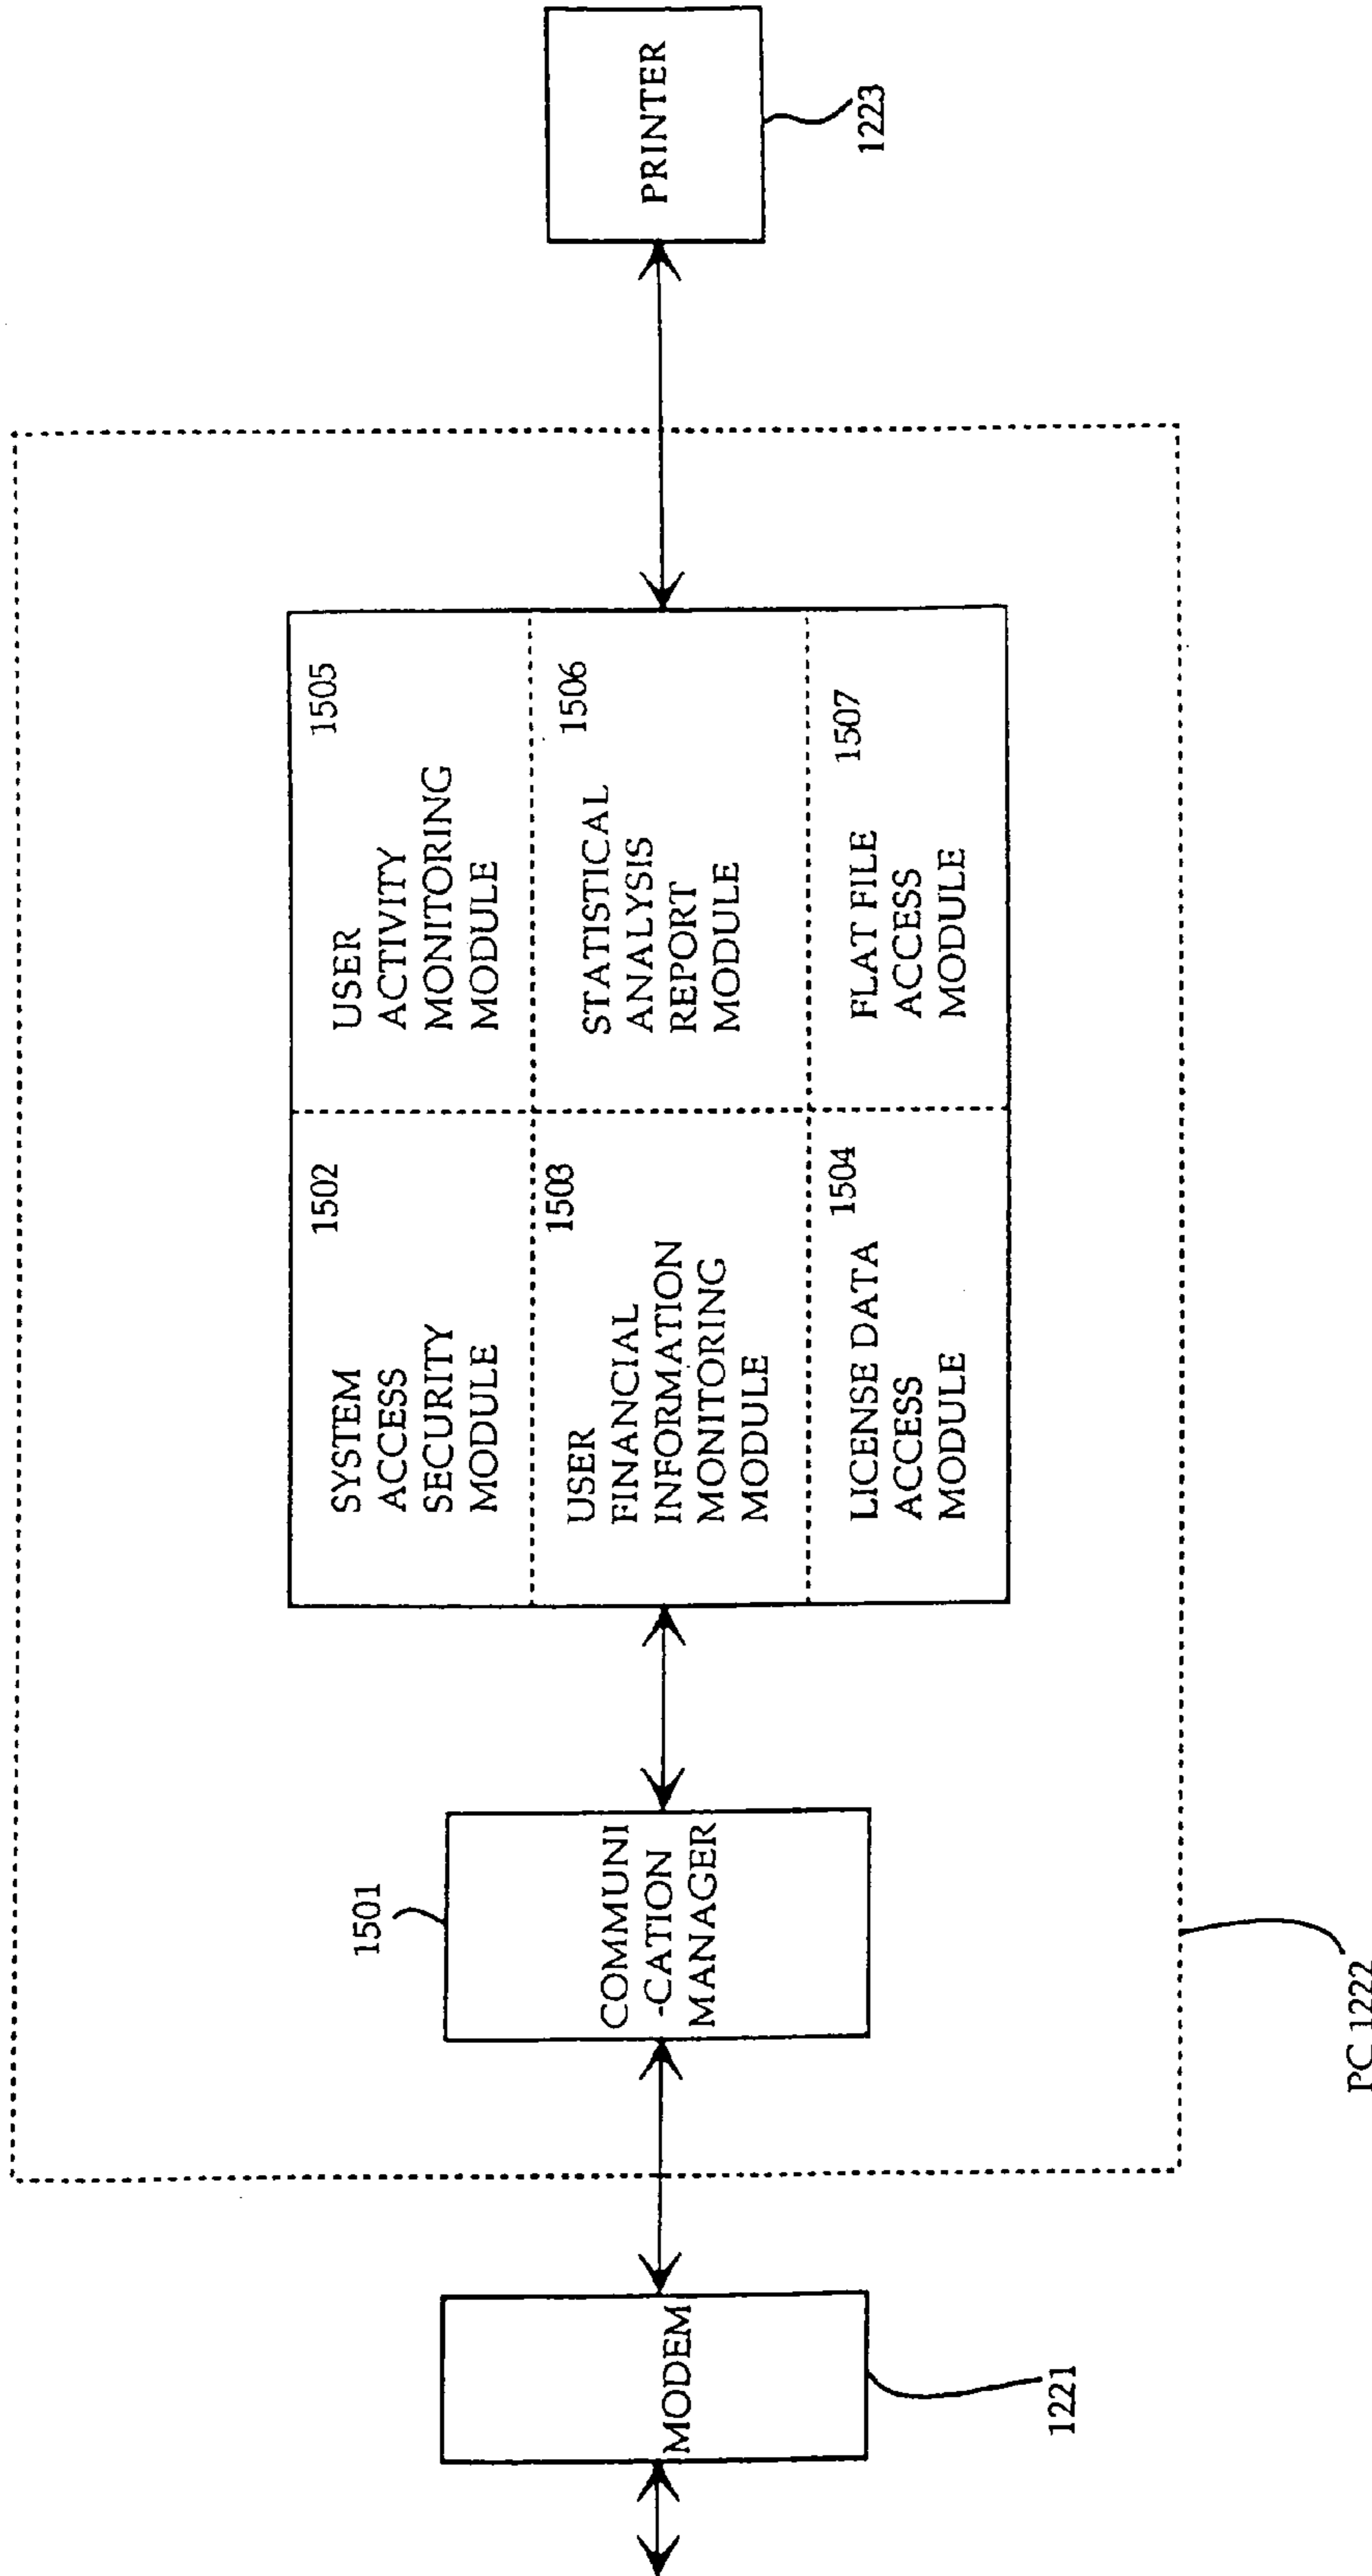 MODEM
1221
1501
COMMUNI
-CATION
MANAGER
PC 1222
1502
SYSTEM
ACCESS
SECURITY
MODULE
1503
USER
FINANCIAL
INFORMATION
MONITORING
MODULE
1504
LICENSE DATA
ACCESS
MODULE
1505
USER
ACTIVITY
MONITORING
MODULE
1506
STATISTICAL
ANALYSIS
REPORT
MODULE
1507
FLAT FILE
ACCESS
MODULE
PRINTER
1223